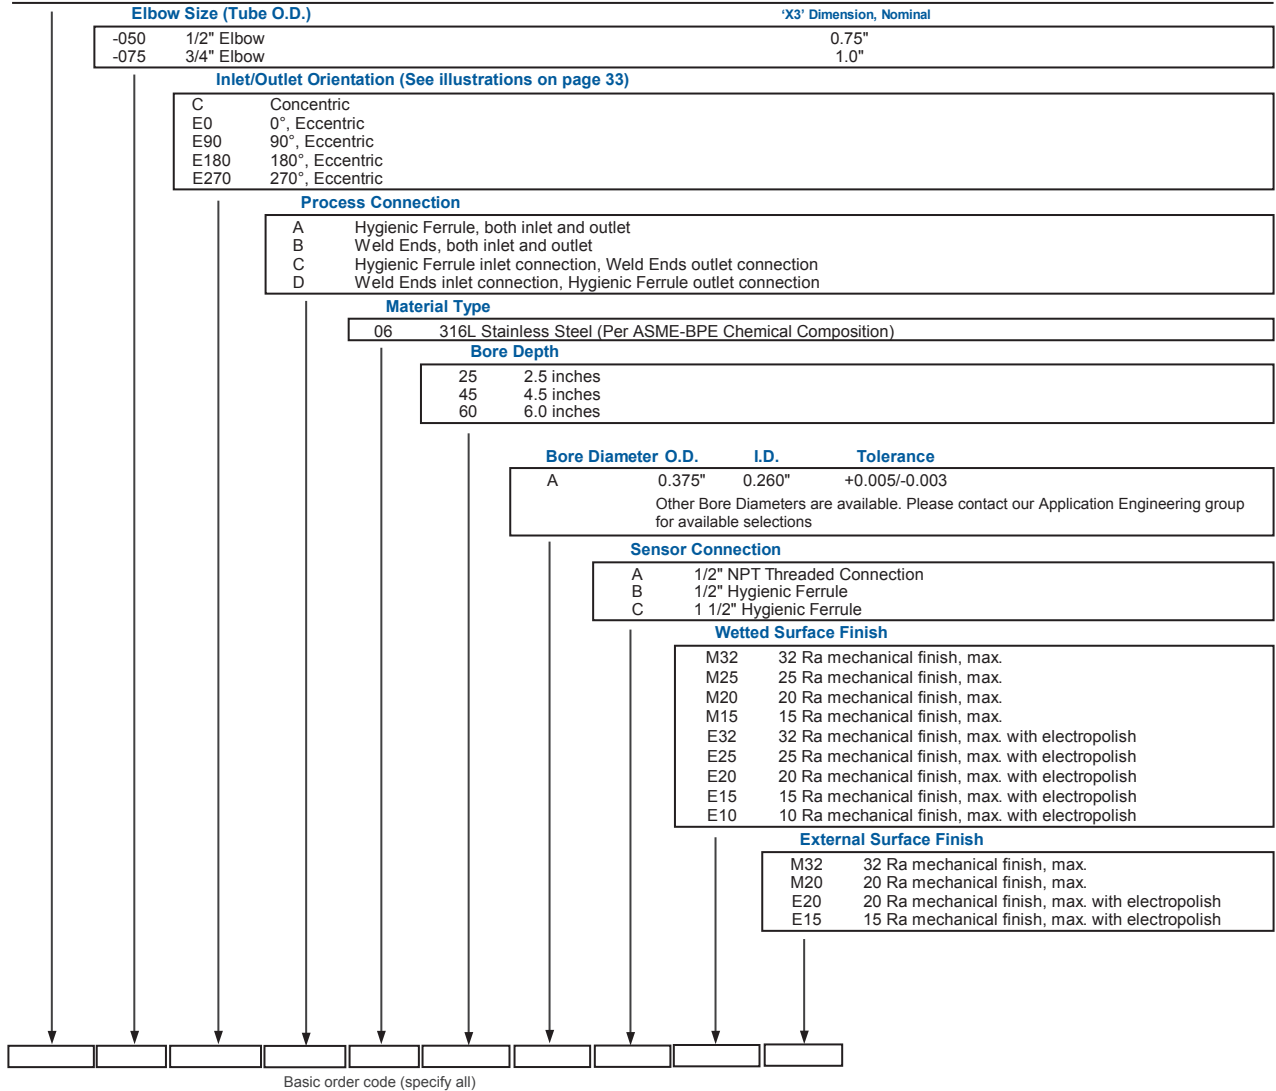 Elbow Size (Tube O.D.) ‘X3’ Dimension, Nominal
-050 1/2" Elbow 0.75"
-075 3/4" Elbow 1.0"
Inlet/Outlet Orientation (See illustrations on page 33)
C Concentric
E0 0°, Eccentric
E90 90°, Eccentric
E180 180°, Eccentric
E270 270°, Eccentric
Process Connection
A Hygienic Ferrule, both inlet and outlet
B Weld Ends, both inlet and outlet
C Hygienic Ferrule inlet connection, Weld Ends outlet connection
D Weld Ends inlet connection, Hygienic Ferrule outlet connection
Material Type
06 316L Stainless Steel (Per ASME-BPE Chemical Composition)
Bore Depth
25 2.5 inches
45 4.5 inches
60 6.0 inches
Bore Diameter O.D. I.D. Tolerance
A 0.375" 0.260" +0.005/-0.003
Other Bore Diameters are available. Please contact our Application Engineering group
for available selections
Sensor Connection
A 1/2" NPT Threaded Connection
B 1/2" Hygienic Ferrule
C 1 1/2" Hygienic Ferrule
Wetted Surface Finish
M32 32 Ra mechanical finish, max.
M25 25 Ra mechanical finish, max.
M20 20 Ra mechanical finish, max.
M15 15 Ra mechanical finish, max.
E32 32 Ra mechanical finish, max. with electropolish
E25 25 Ra mechanical finish, max. with electropolish
E20 20 Ra mechanical finish, max. with electropolish
E15 15 Ra mechanical finish, max. with electropolish
E10 10 Ra mechanical finish, max. with electropolish
External Surface Finish
M32 32 Ra mechanical finish, max.
M20 20 Ra mechanical finish, max.
E20 20 Ra mechanical finish, max. with electropolish
E15 15 Ra mechanical finish, max. with electropolish
Basic order code (specify all)